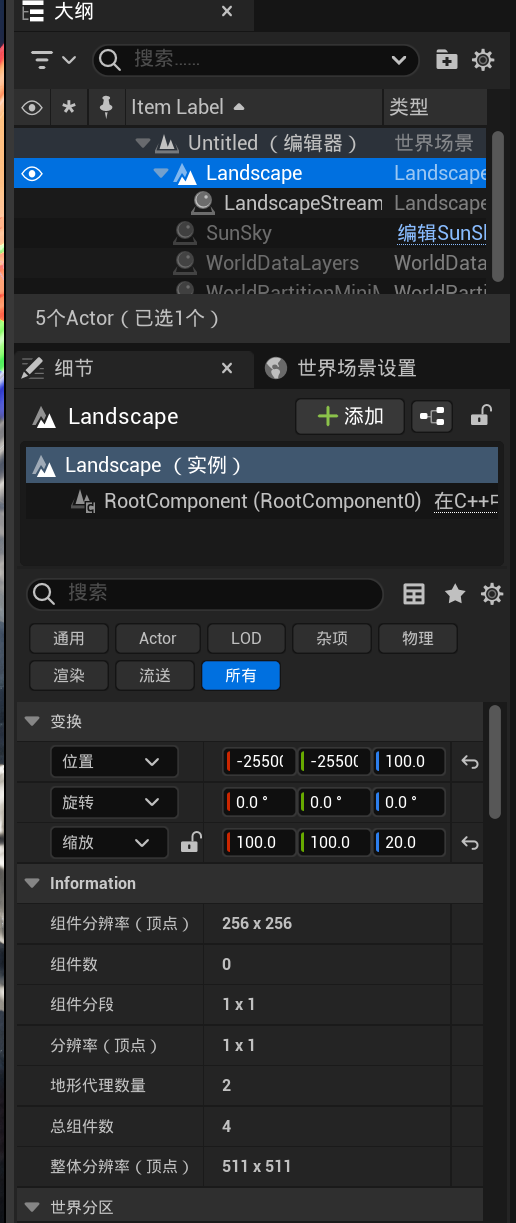 大纲
搜索......
Item Label 类型
Untitled（编辑器） 世界场景
Landscape Landscape
LandscapeStream Landscape
SunSky 编辑SunSk
WorldDataLayers WorldData
WorldPartitionMiniM WorldParti
5个Actor（已选1个）
细节 世界场景设置
Landscape 添加
Landscape （实例）
RootComponent (RootComponent0) 在C++中
搜索
通用 Actor LOD 杂项 物理
渲染 流送 所有
变换
位置 -25500 -25500 100.0
旋转 0.0 ° 0.0 ° 0.0 °
缩放 100.0 100.0 20.0
Information
组件分辨率（顶点） 256 x 256
组件数 0
组件分段 1 x 1
分辨率（顶点） 1 x 1
地形代理数量 2
总组件数 4
整体分辨率（顶点） 511 x 511
世界分区